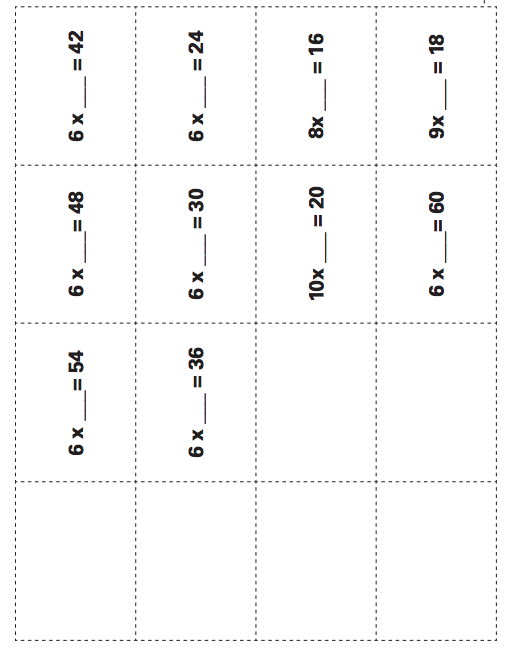 6 x ___ = 54
6 x ___ = 48
6 x ___ = 42
6 x ___ = 36
6 x ___ = 30
6 x ___ = 24
10x ___ = 20
8x ___ = 16
6 x ___ = 60
9x ___ = 18